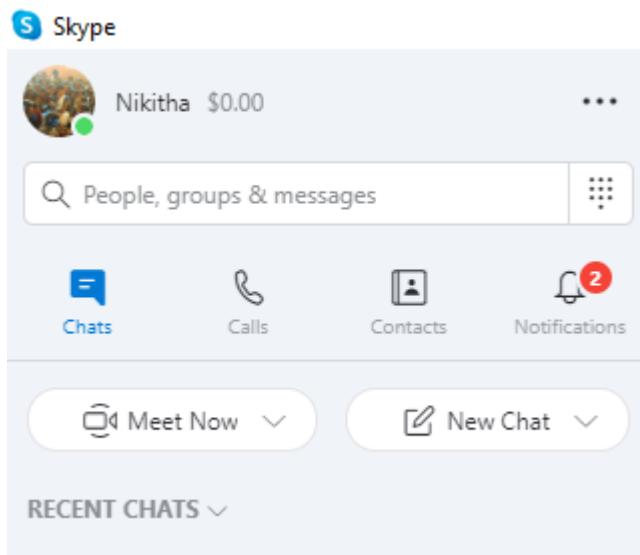 Skype
Nikitha $0.00
People, groups & messages
2
Chats Calls Contacts Notifications
Meet Now New Chat
RECENT CHATS